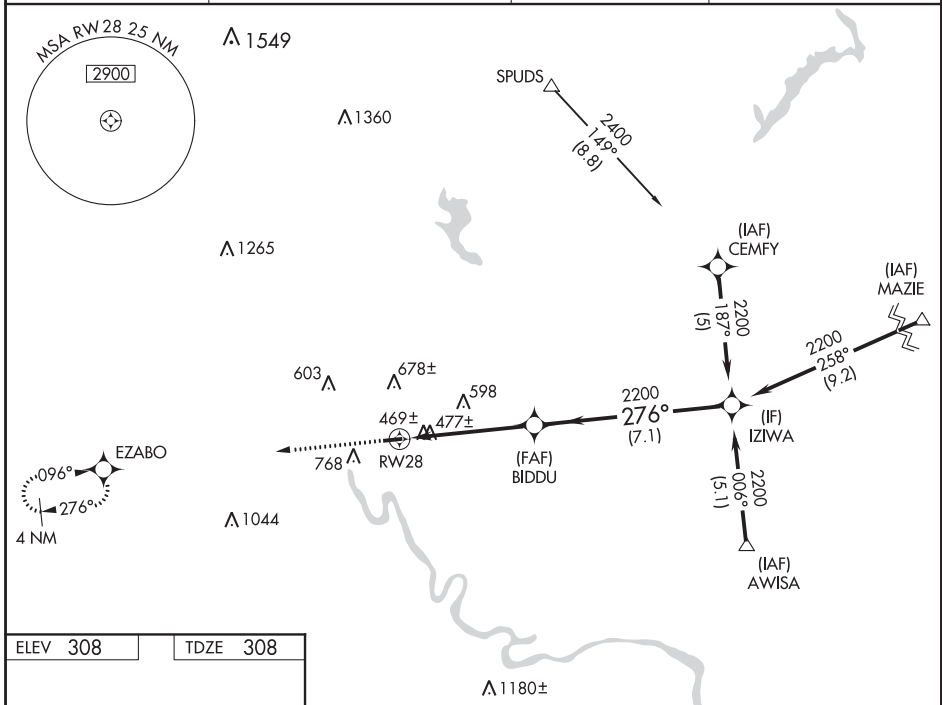 MSA RW28 25 NM
2900
1549
1360
SPUDS
2400
149°
(8.8)
1265
(IAF)
CEMFY
(IAF)
MAZIE
2200
187°
(5)
2200
258°
(9.2)
603
678±
598
469±
477±
2200
276°
(7.1)
(IF)
IZIWA
768
RW28
(FAF)
BIDDU
EZABO
096°
276°
4 NM
1044
2200
006°
(5.1)
(IAF)
AWISA
ELEV 308
TDZE 308
1180±